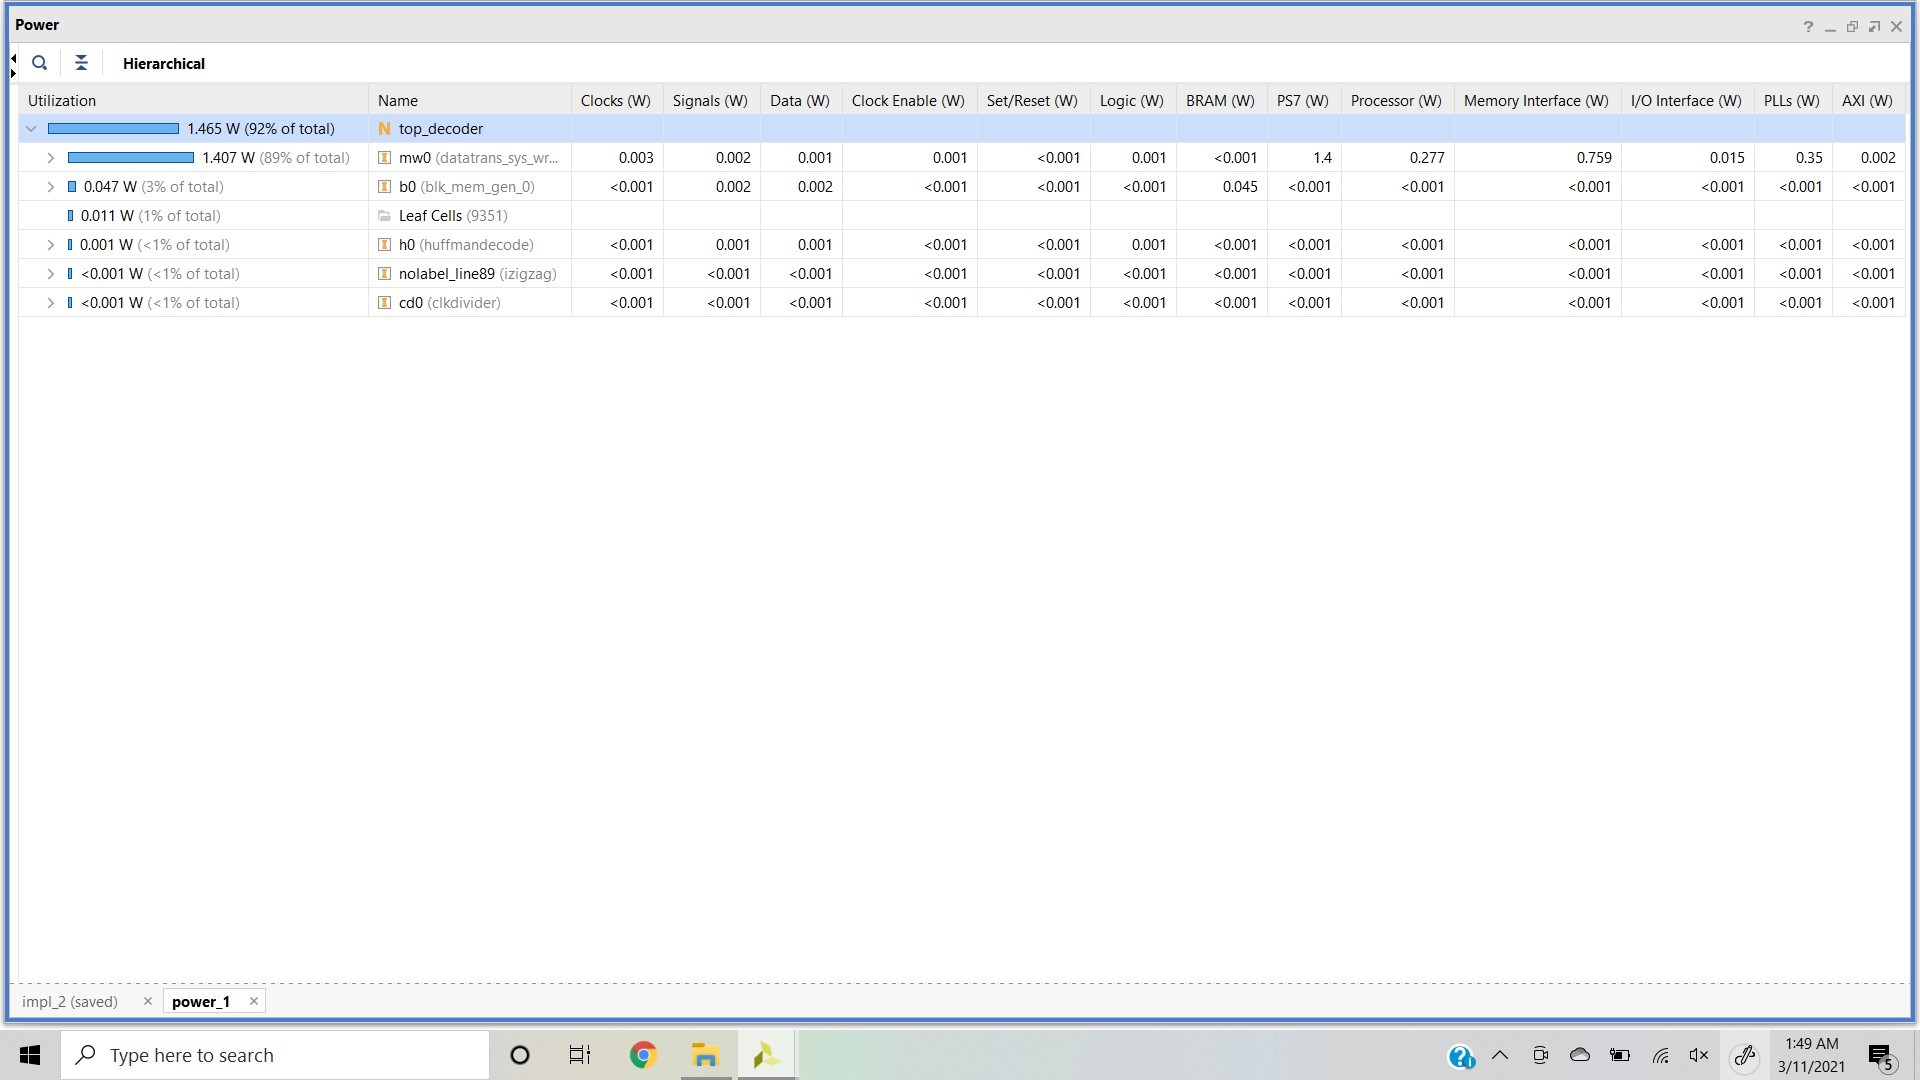 Power
Hierarchical
Utilization Name Clocks (W) Signals (W) Data (W) Clock Enable (W) Set/Reset (W) Logic (W) BRAM (W) PS7 (W) Processor (W) Memory Interface (W) I/O Interface (W) PLLs (W) AXI (W)
1.465 W (92% of total) N top_decoder
1.407 W (89% of total) I mw0 (datatrans_sys_wr... 0.003 0.002 0.001 0.001 <0.001 0.001 <0.001 1.4 0.277 0.759 0.015 0.35 0.002
0.047 W (3% of total) I b0 (blk_mem_gen_0) <0.001 0.002 0.002 <0.001 <0.001 <0.001 0.045 <0.001 <0.001 <0.001 <0.001 <0.001 <0.001
0.011 W (1% of total) Leaf Cells (9351)
0.001 W (<1% of total) I h0 (huffmandecode) <0.001 0.001 0.001 <0.001 <0.001 0.001 <0.001 <0.001 <0.001 <0.001 <0.001 <0.001 <0.001
<0.001 W (<1% of total) I nolabel_line89 (izigzag) <0.001 <0.001 <0.001 <0.001 <0.001 <0.001 <0.001 <0.001 <0.001 <0.001 <0.001 <0.001 <0.001
<0.001 W (<1% of total) I cd0 (clkdivider) <0.001 <0.001 <0.001 <0.001 <0.001 <0.001 <0.001 <0.001 <0.001 <0.001 <0.001 <0.001 <0.001
impl_2 (saved) power_1
Type here to search
1:49 AM
3/11/2021
5